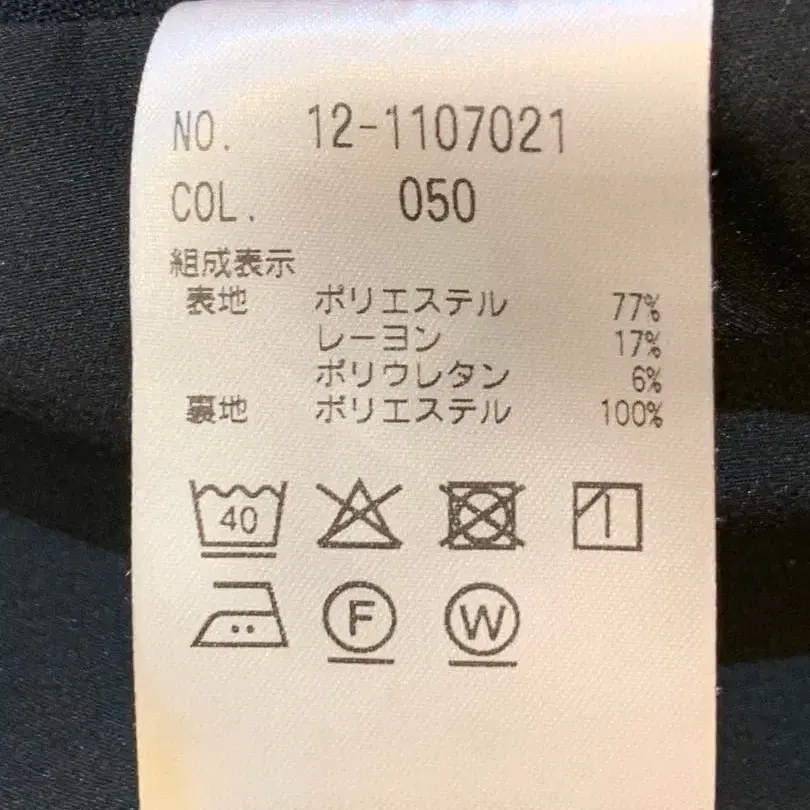 NO. 12-1107021
COL. 050
組成表示
表地 ポリエステル 77%
レーヨン 17%
ポリウレタン 6%
裏地 ポリエステル 100%
40
F W